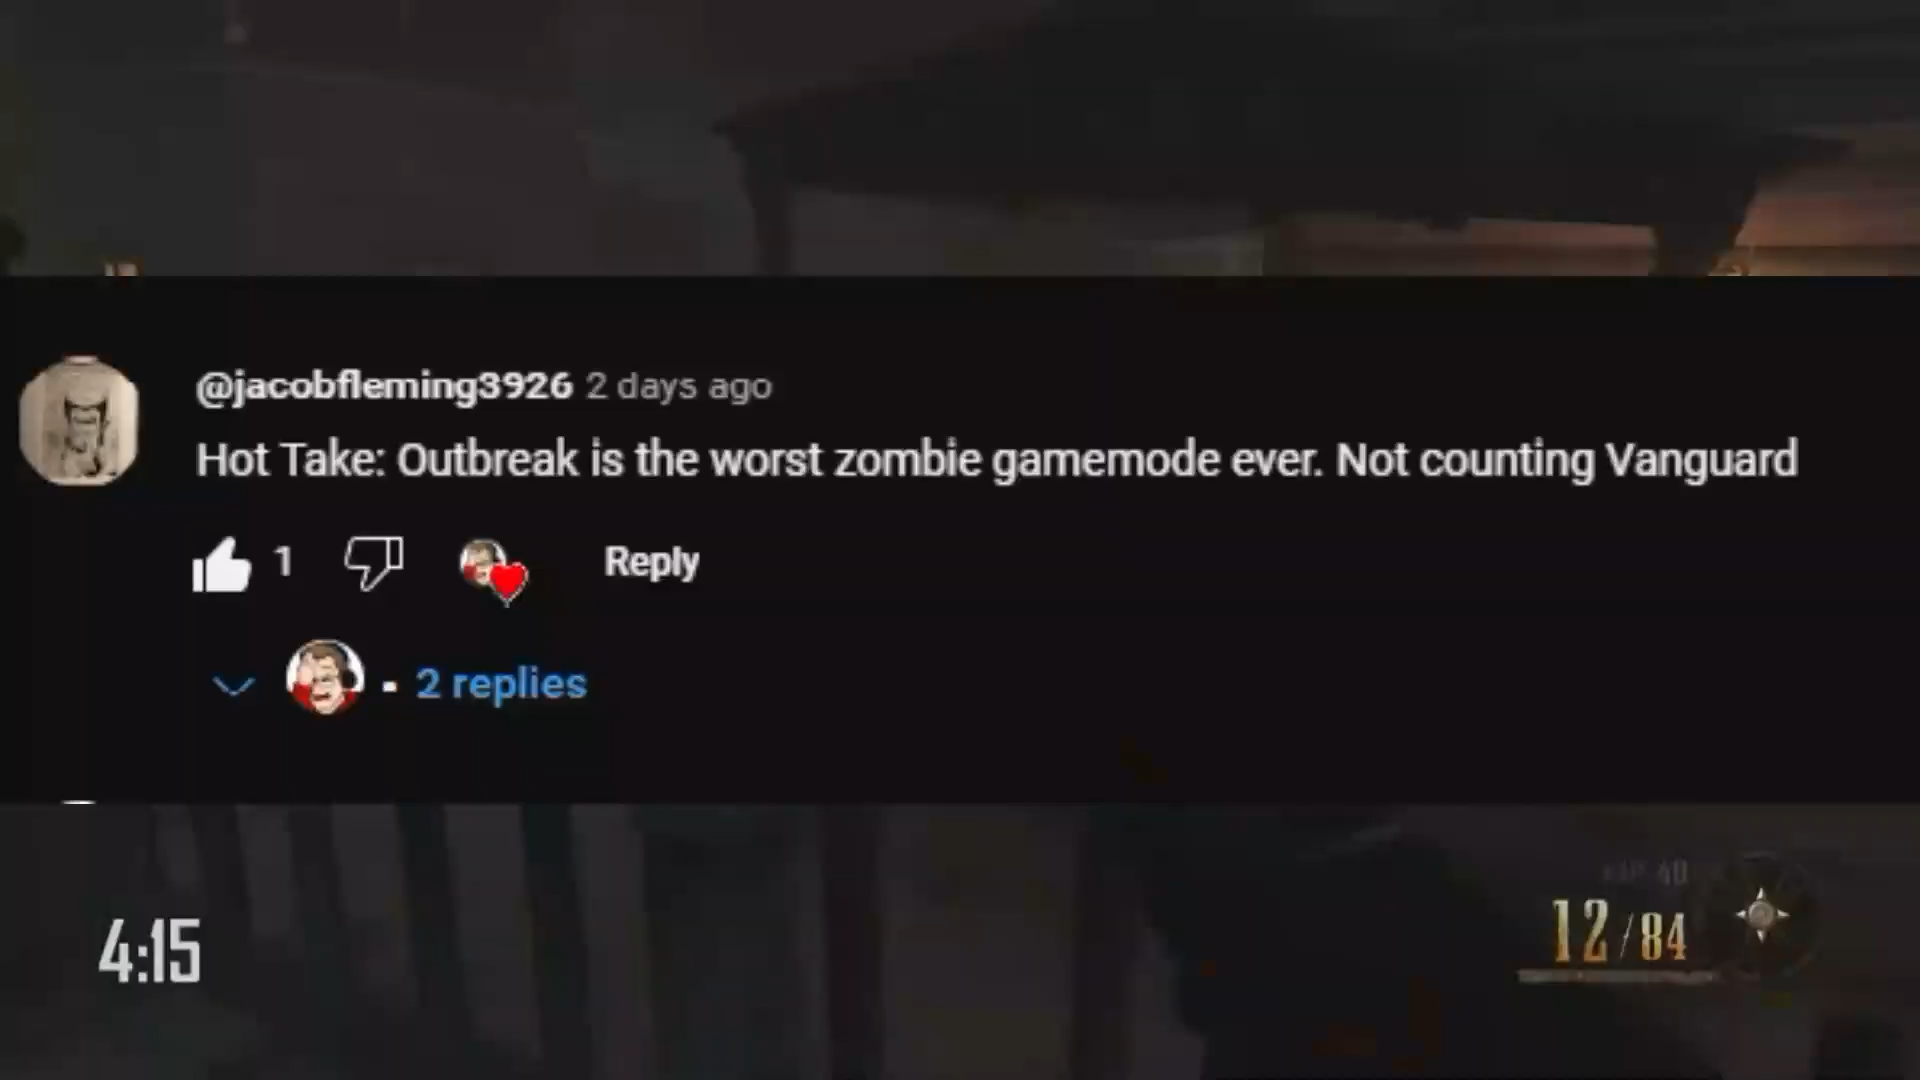 @jacobfleming3926 2 days ago
Hot Take: Outbreak is the worst zombie gamemode ever. Not counting Vanguard
1 Reply
2 replies
4:15
12/84